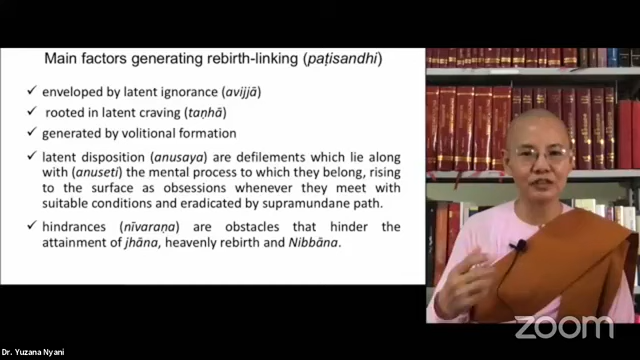 Main factors generating rebirth-linking (paṭisandhi)
✓ enveloped by latent ignorance (avijjā)
✓ rooted in latent craving (taṇhā)
✓ generated by volitional formation
✓ latent disposition (anusaya) are defilements which lie along
with (anuseti) the mental process to which they belong, rising
to the surface as obsessions whenever they meet with
suitable conditions and eradicated by supramundane path.
✓ hindrances (nīvaraṇa) are obstacles that hinder the
attainment of jhāna, heavenly rebirth and Nibbāna.
zoom
Dr. Yuzana Nyani